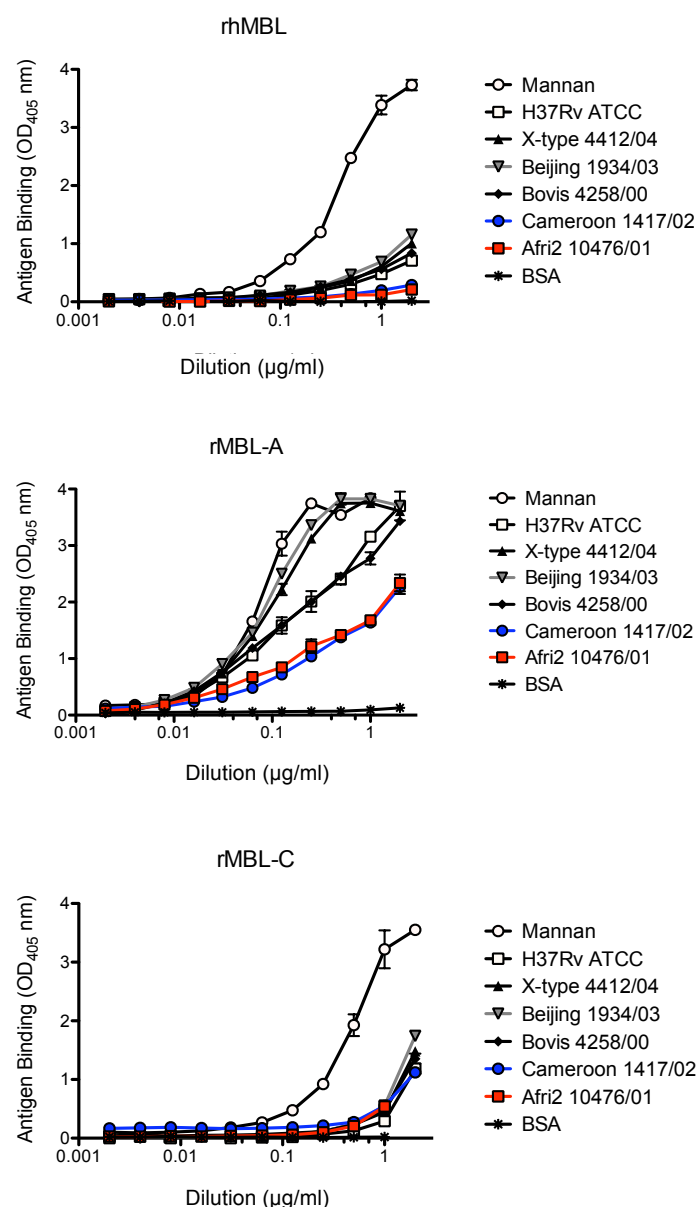 rhMBL
Antigen Binding (OD405 nm)
4
3
2
1
0
0.001
0.01
0.1
1
Dilution (µg/ml)
Mannan
H37Rv ATCC
X-type 4412/04
Beijing 1934/03
Bovis 4258/00
Cameroon 1417/02
Afri2 10476/01
BSA
rMBL-A
Antigen Binding (OD405 nm)
4
3
2
1
0
0.001
0.01
0.1
1
Dilution (µg/ml)
Mannan
H37Rv ATCC
X-type 4412/04
Beijing 1934/03
Bovis 4258/00
Cameroon 1417/02
Afri2 10476/01
BSA
rMBL-C
Antigen Binding (OD405 nm)
4
3
2
1
0
0.001
0.01
0.1
1
Dilution (µg/ml)
Mannan
H37Rv ATCC
X-type 4412/04
Beijing 1934/03
Bovis 4258/00
Cameroon 1417/02
Afri2 10476/01
BSA